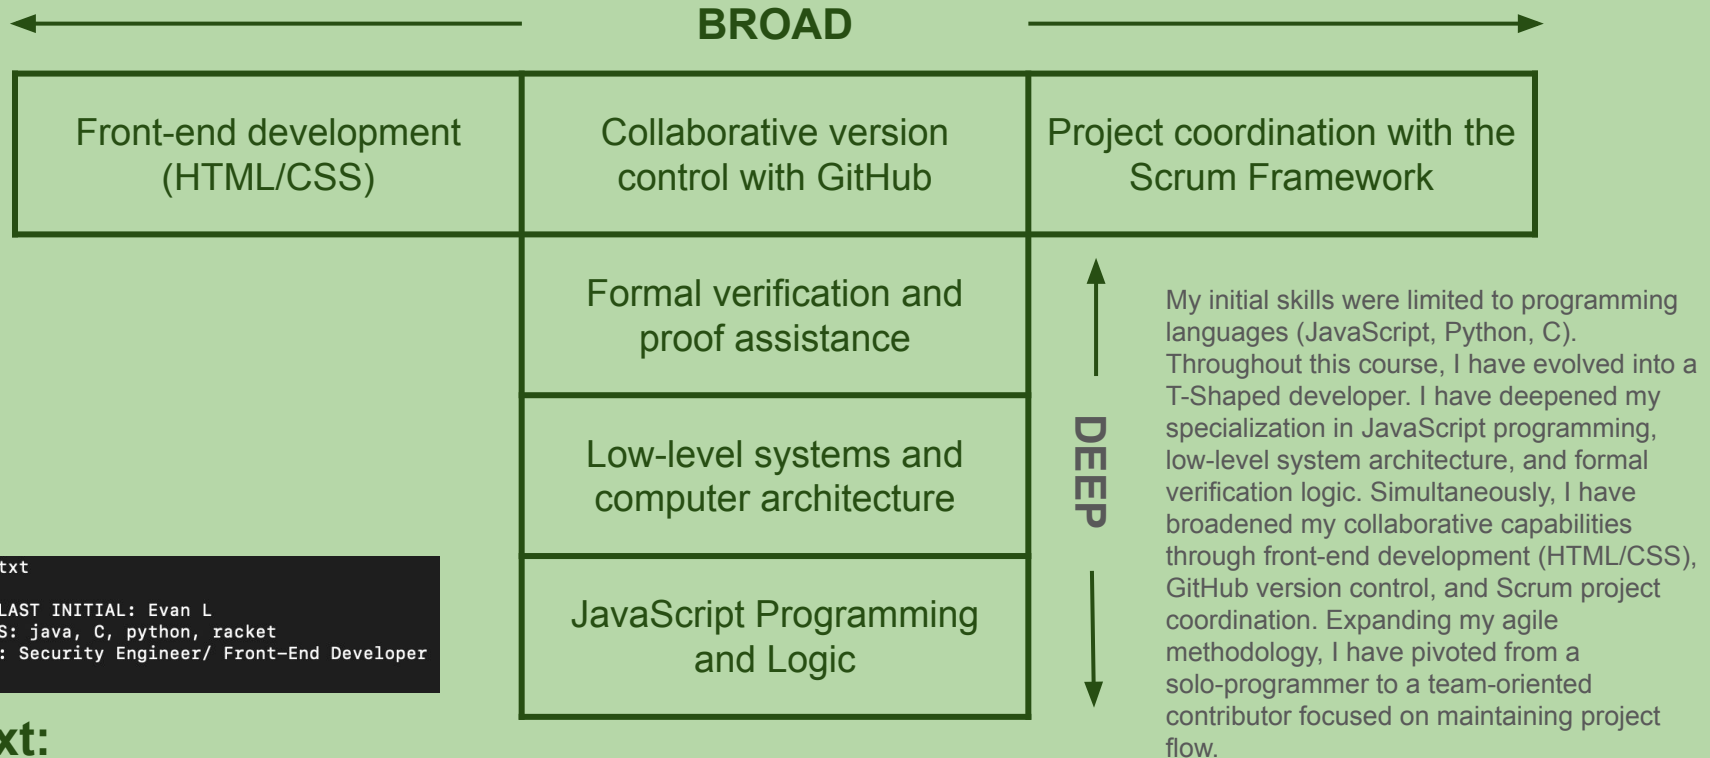 BROAD
Front-end development
(HTML/CSS)
Collaborative version
control with GitHub
Project coordination with the
Scrum Framework
Formal verification and
proof assistance
Low-level systems and
computer architecture
JavaScript Programming
and Logic
DEEP
My initial skills were limited to programming
languages (JavaScript, Python, C).
Throughout this course, I have evolved into a
T-Shaped developer. I have deepened my
specialization in JavaScript programming,
low-level system architecture, and formal
verification logic. Simultaneously, I have
broadened my collaborative capabilities
through front-end development (HTML/CSS),
GitHub version control, and Scrum project
coordination. Expanding my agile
methodology, I have pivoted from a
solo-programmer to a team-oriented
contributor focused on maintaining project
flow.
txt
LAST INITIAL: Evan L
S: java, C, python, racket
: Security Engineer/ Front-End Developer
xt: